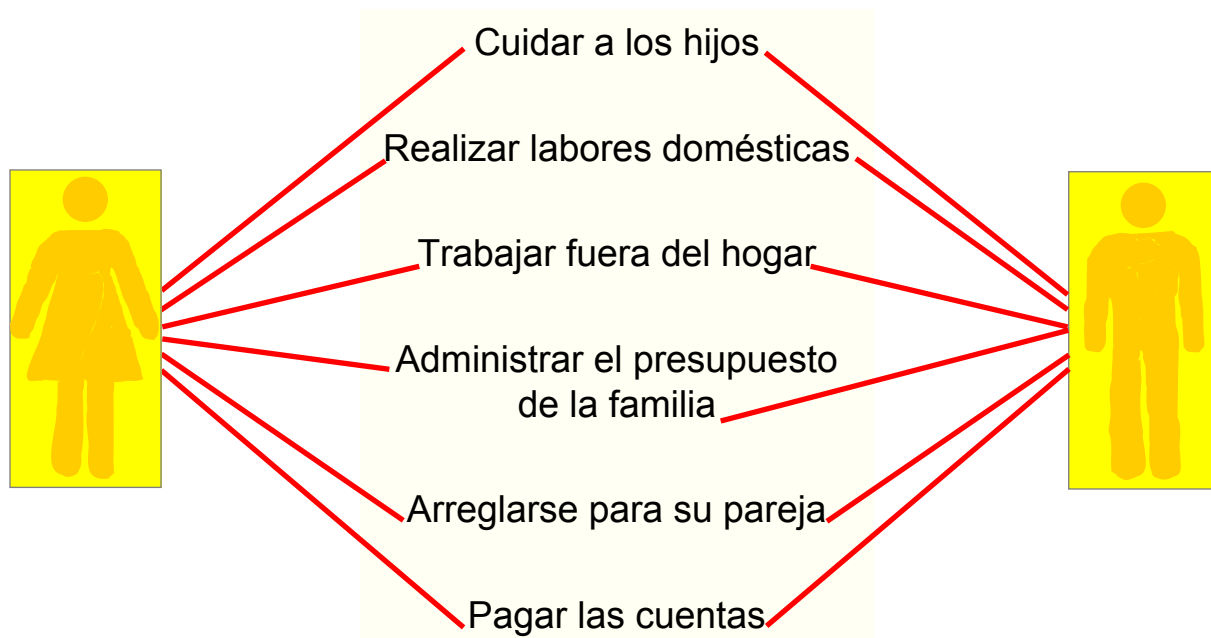 Cuidar a los hijos
Realizar labores domésticas
Trabajar fuera del hogar
Administrar el presupuesto
de la familia
Arreglarse para su pareja
Pagar las cuentas